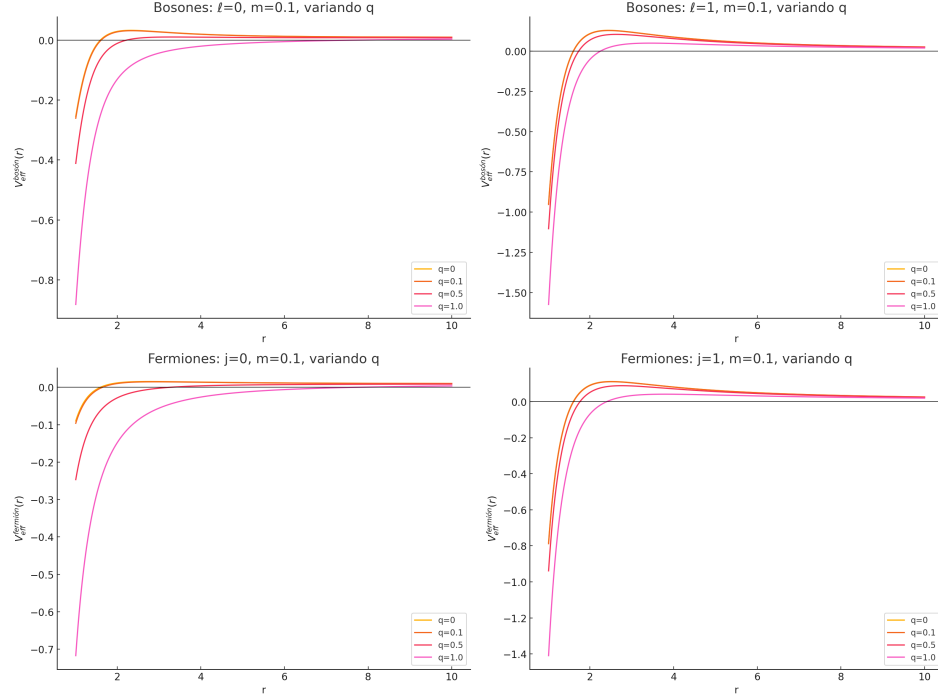 Bosones: ℓ=0, m=0.1, variando q
0.0
−0.2
−0.4
−0.6
−0.8
V_eff^bosón(r)
2
4
6
8
10
r
q=0
q=0.1
q=0.5
q=1.0
Bosones: ℓ=1, m=0.1, variando q
0.00
−0.25
−0.50
−0.75
−1.00
−1.25
−1.50
V_eff^bosón(r)
2
4
6
8
10
r
q=0
q=0.1
q=0.5
q=1.0
Fermiones: j=0, m=0.1, variando q
0.0
−0.1
−0.2
−0.3
−0.4
−0.5
−0.6
−0.7
V_eff^fermión(r)
2
4
6
8
10
r
q=0
q=0.1
q=0.5
q=1.0
Fermiones: j=1, m=0.1, variando q
0.0
−0.2
−0.4
−0.6
−0.8
−1.0
−1.2
−1.4
V_eff^fermión(r)
2
4
6
8
10
r
q=0
q=0.1
q=0.5
q=1.0